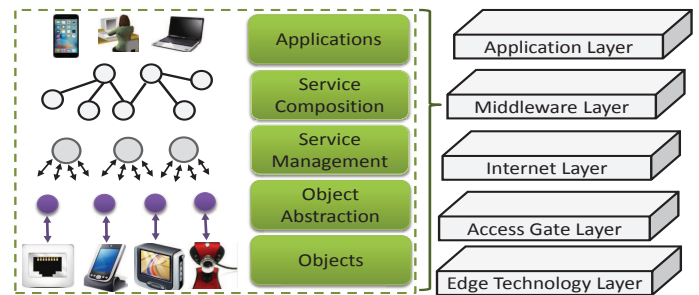 Applications
Service
Composition
Service
Management
Object
Abstraction
Objects
Application Layer
Middleware Layer
Internet Layer
Access Gate Layer
Edge Technology Layer